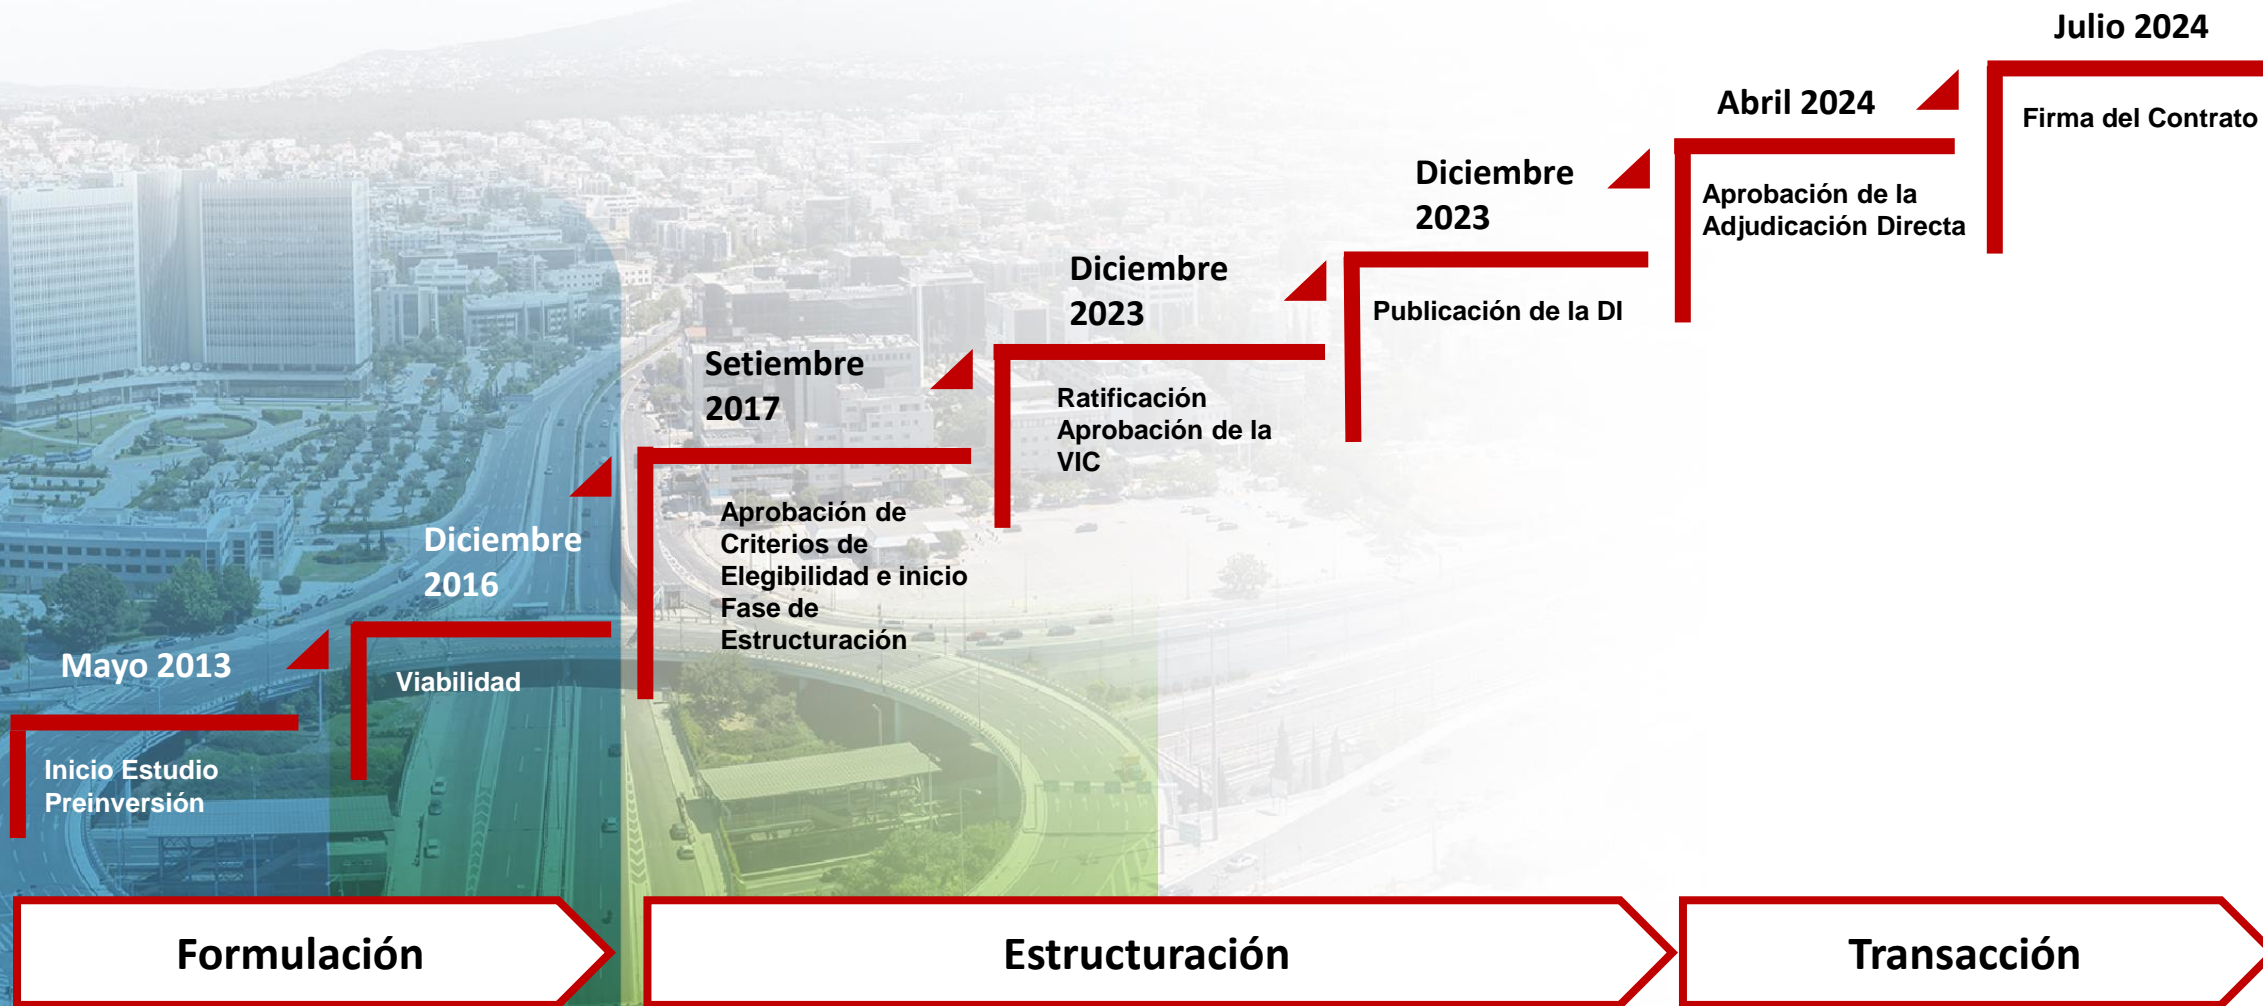 Mayo 2013
Inicio Estudio
Preinversión
Diciembre
2016
Viabilidad
Setiembre
2017
Aprobación de
Criterios de
Elegibilidad e inicio
Fase de
Estructuración
Diciembre
2023
Ratificación
Aprobación de la
VIC
Diciembre
2023
Publicación de la DI
Abril 2024
Aprobación de la
Adjudicación Directa
Julio 2024
Firma del Contrato
Formulación
Estructuración
Transacción